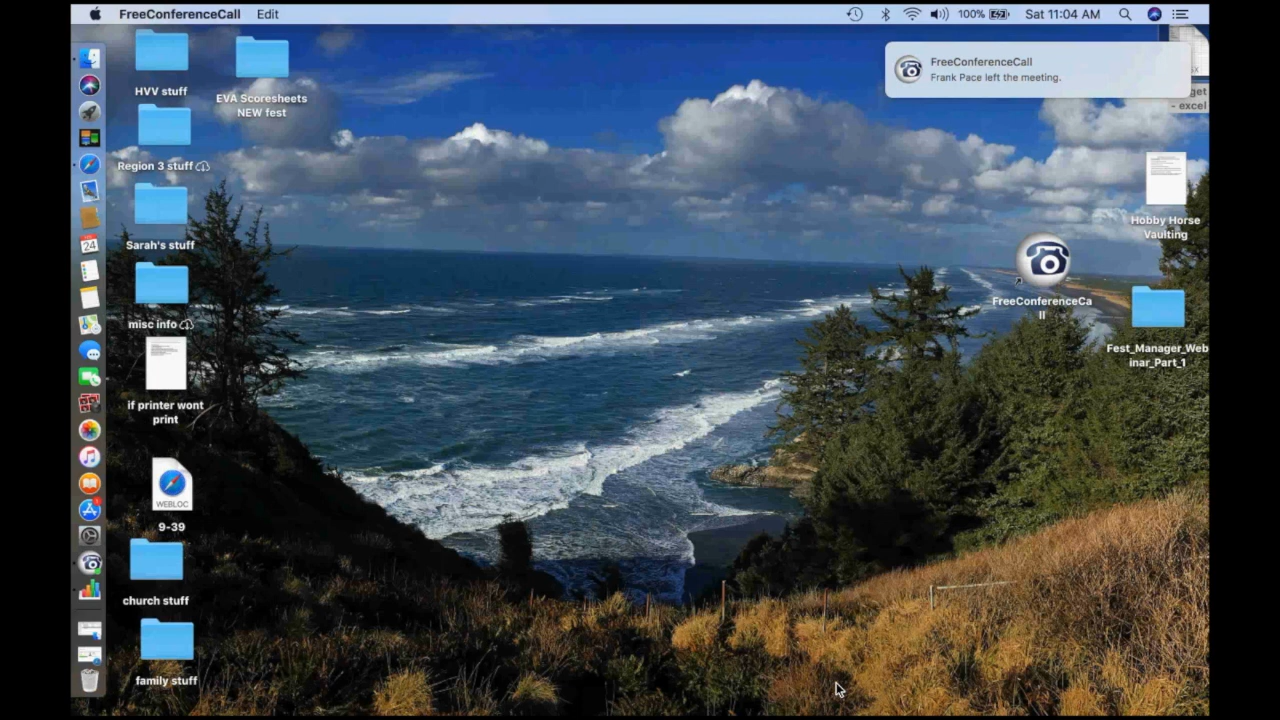 FreeConferenceCall Edit 100% Sat 11:04 AM
FreeConferenceCall
Frank Pace left the meeting.
HVV stuff
EVA Scoresheets
NEW fest
get
- excel
Region 3 stuff
Hobby Horse
Vaulting
Sarah's stuff
24
FreeConferenceCa
ll
misc info
Fest_Manager_Web
inar_Part_1
if printer wont
print
WEBLOC
9-39
church stuff
family stuff